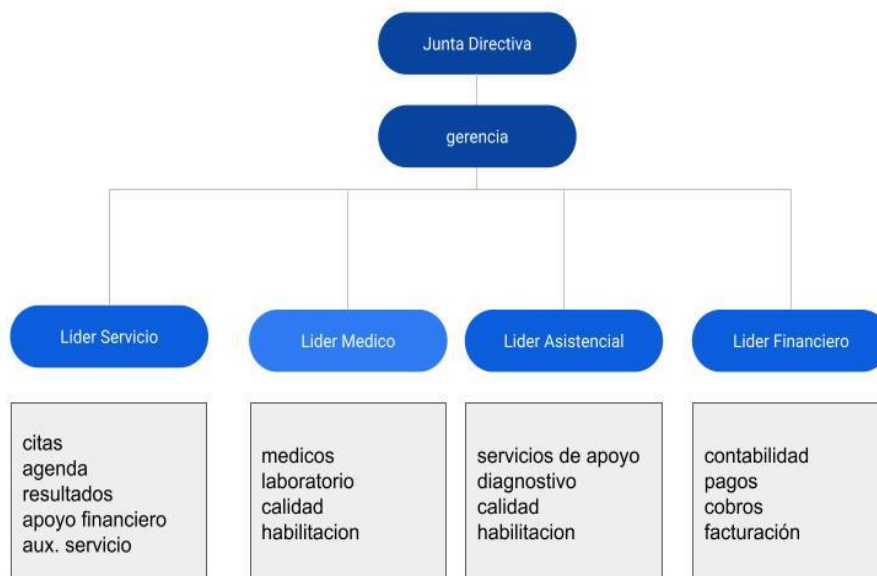 Junta Directiva
gerencia
Lider Servicio
Lider Medico
Lider Asistencial
Lider Financiero
citas
agenda
resultados
apoyo financiero
aux. servicio
medicos
laboratorio
calidad
habilitacion
servicios de apoyo
diagnostivo
calidad
habilitacion
contabilidad
pagos
cobros
facturación